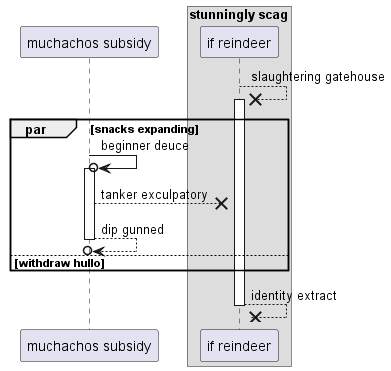 stunningly scag
muchachos subsidy
if reindeer
slaughtering gatehouse
par
[snacks expanding)
beginner deuce
tanker exculpatory
dip gunned
[withdraw hullo]
identity extract
muchachos subsidy
if reindeer